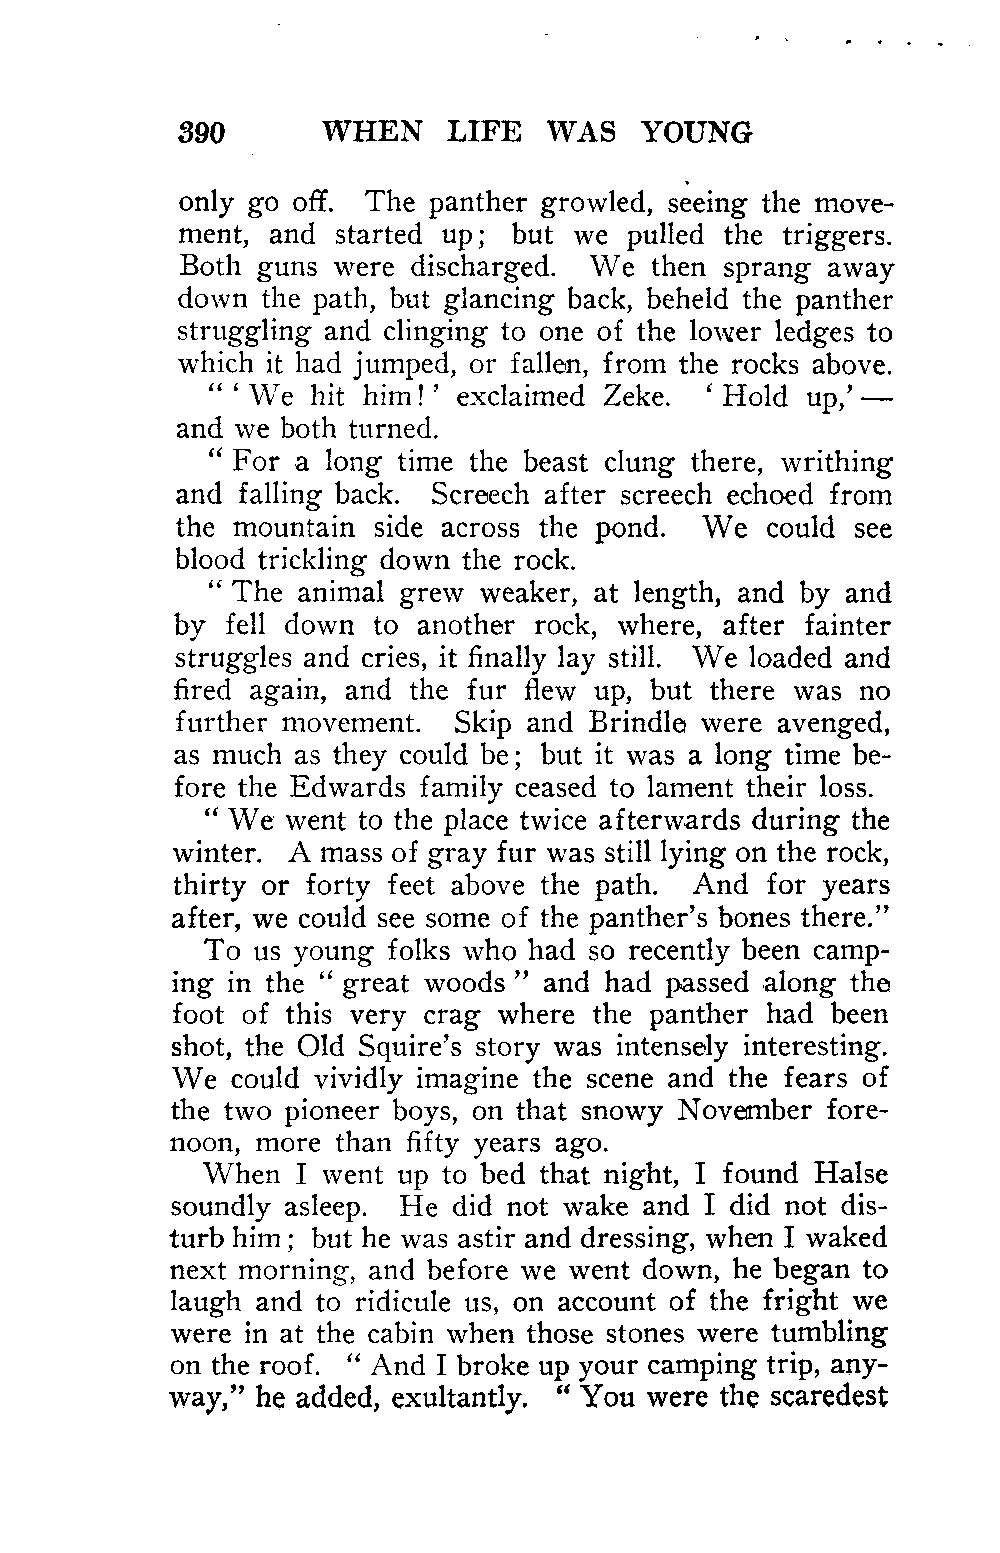 390 WHEN LIFE WAS YOUNG
only go off. The panther growled, seeing the move-
ment, and started up; but we pulled the triggers.
Both guns were discharged. We then sprang away
down the path, but glancing back, beheld the panther
struggling and clinging to one of the lower ledges to
which it had jumped, or fallen, from the rocks above.
" ' We hit him! ' exclaimed Zeke. ' Hold up,' —
and we both turned.
" For a long time the beast clung there, writhing
and falling back. Screech after screech echoed from
the mountain side across the pond. We could see
blood trickling down the rock.
" The animal grew weaker, at length, and by and
by fell down to another rock, where, after fainter
struggles and cries, it finally lay still. We loaded and
fired again, and the fur flew up, but there was no
further movement. Skip and Brindle were avenged,
as much as they could be; but it was a long time be-
fore the Edwards family ceased to lament their loss.
" We went to the place twice afterwards during the
winter. A mass of gray fur was still lying on the rock,
thirty or forty feet above the path. And for years
after, we could see some of the panther's bones there."
To us young folks who had so recently been camp-
ing in the " great woods " and had passed along the
foot of this very crag where the panther had been
shot, the Old Squire's story was intensely interesting.
We could vividly imagine the scene and the fears of
the two pioneer boys, on that snowy November fore-
noon, more than fifty years ago.
When I went up to bed that night, I found Halse
soundly asleep. He did not wake and I did not dis-
turb him; but he was astir and dressing, when I waked
next morning, and before we went down, he began to
laugh and to ridicule us, on account of the fright we
were in at the cabin when those stones were tumbling
on the roof. " And I broke up your camping trip, any-
way," he added, exultantly. " You were the scaredest